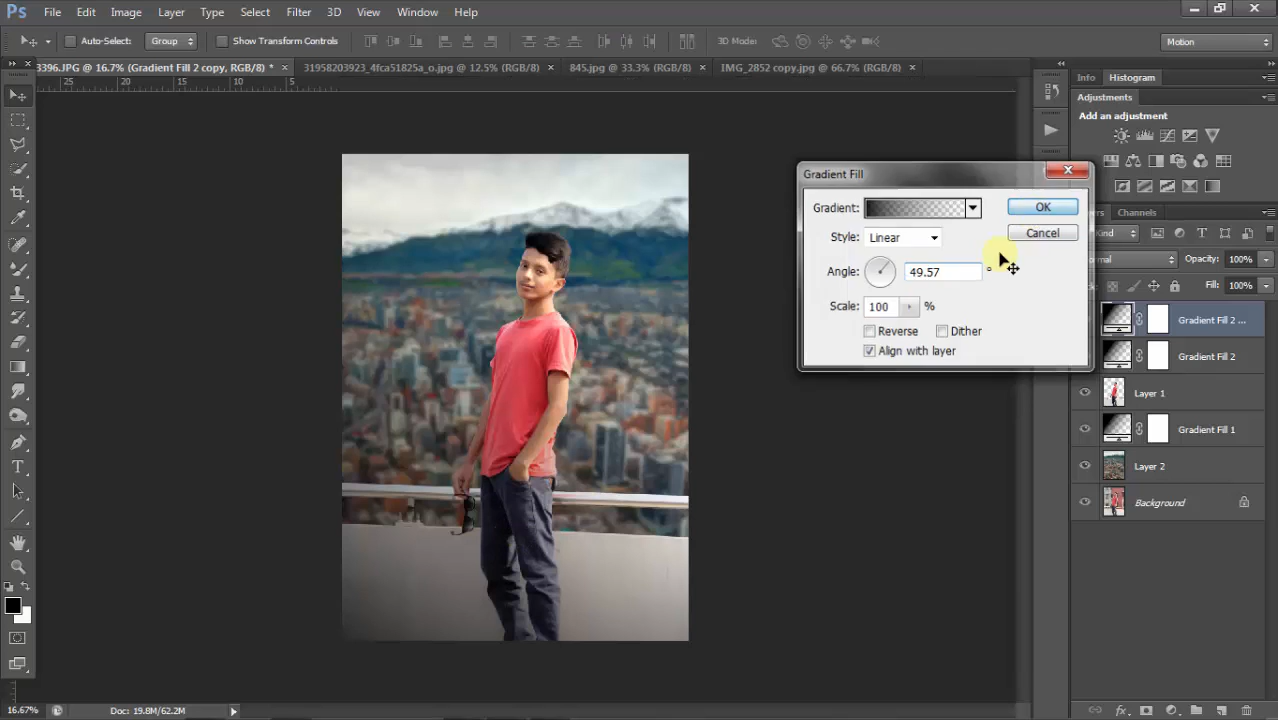 Ps File Edit Image Layer Type Select Filter 3D View Window Help
Auto-Select: Group Show Transform Controls 3D Mode: Motion
3396.JPG @ 16.7% (Gradient Fill 2 copy, RGB/8) * × 31958203923_4fca51825a_o.jpg @ 12.5% (RGB/8) × 845.jpg @ 33.3% (RGB/8) × IMG_2852 copy.jpg @ 66.7% (RGB/8) ×
25 20 15 10 5
Info Histogram
Adjustments
Add an adjustment
Gradient Fill
Gradient: OK
Style: Linear Cancel
Angle: 49.57 °
Scale: 100 %
Reverse Dither
Align with layer
Channels
Kind
Opacity: 100%
Fill: 100%
Gradient Fill 2 ...
Gradient Fill 2
Layer 1
Gradient Fill 1
Layer 2
Background
16.67% Doc: 19.8M/62.2M